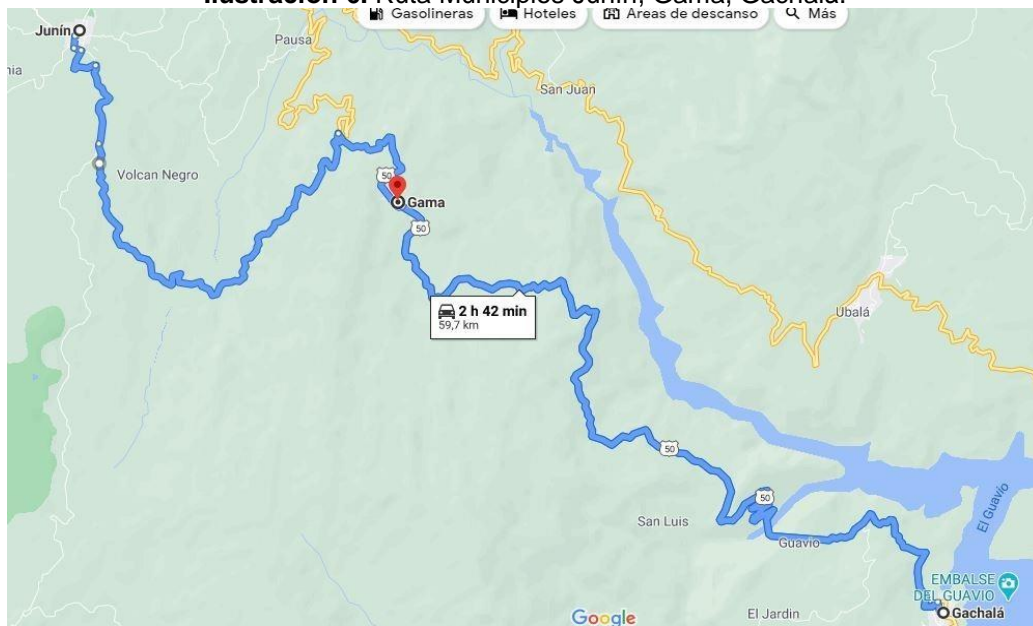 Ruta Municipios Junín, Gama, Gachalá.
Gasolineras Hoteles Áreas de descanso Más
Junín
Pausa
San Juan
Volcan Negro
50
Gama
50
2 h 42 min
59,7 km
Ubalá
50
50
San Luis
Guavio
El Guavio
EMBALSE
DEL GUAVIO
Gachalá
El Jardin
Google